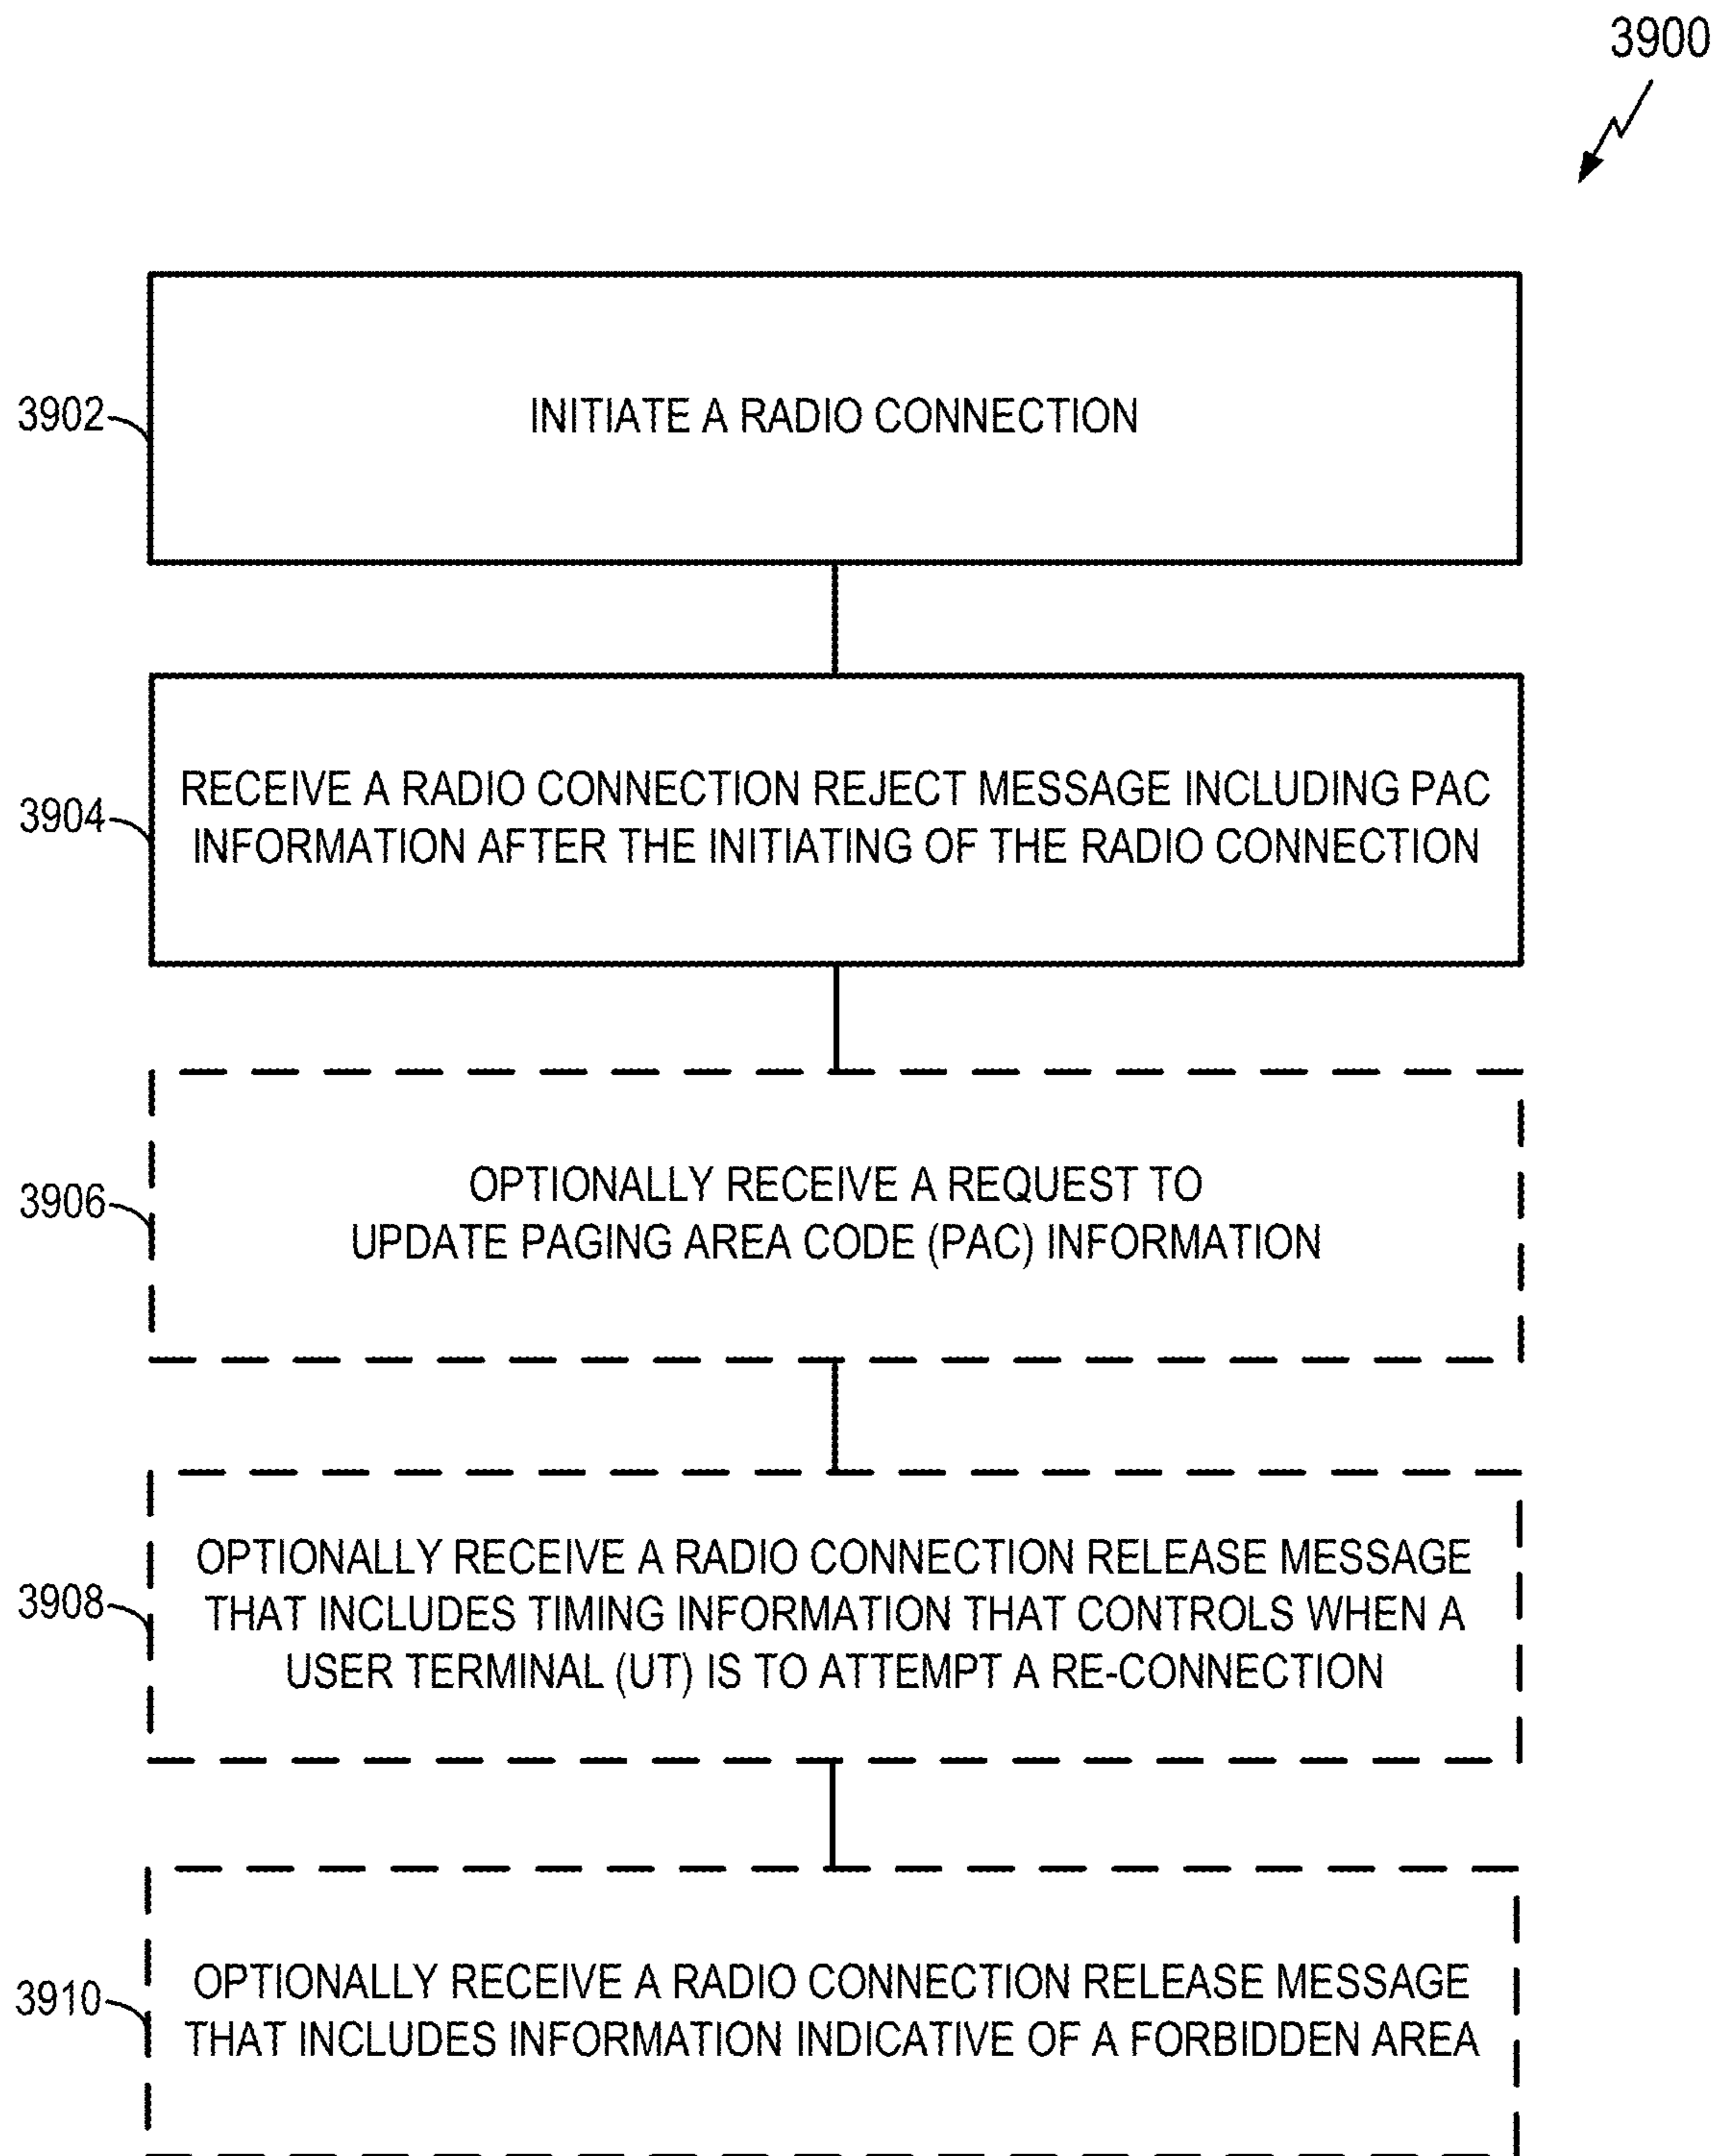 3900
3902
INITIATE A RADIO CONNECTION
3904
RECEIVE A RADIO CONNECTION REJECT MESSAGE INCLUDING PAC
INFORMATION AFTER THE INITIATING OF THE RADIO CONNECTION
3906
OPTIONALLY RECEIVE A REQUEST TO
UPDATE PAGING AREA CODE (PAC) INFORMATION
3908
OPTIONALLY RECEIVE A RADIO CONNECTION RELEASE MESSAGE
THAT INCLUDES TIMING INFORMATION THAT CONTROLS WHEN A
USER TERMINAL (UT) IS TO ATTEMPT A RE-CONNECTION
3910
OPTIONALLY RECEIVE A RADIO CONNECTION RELEASE MESSAGE
THAT INCLUDES INFORMATION INDICATIVE OF A FORBIDDEN AREA